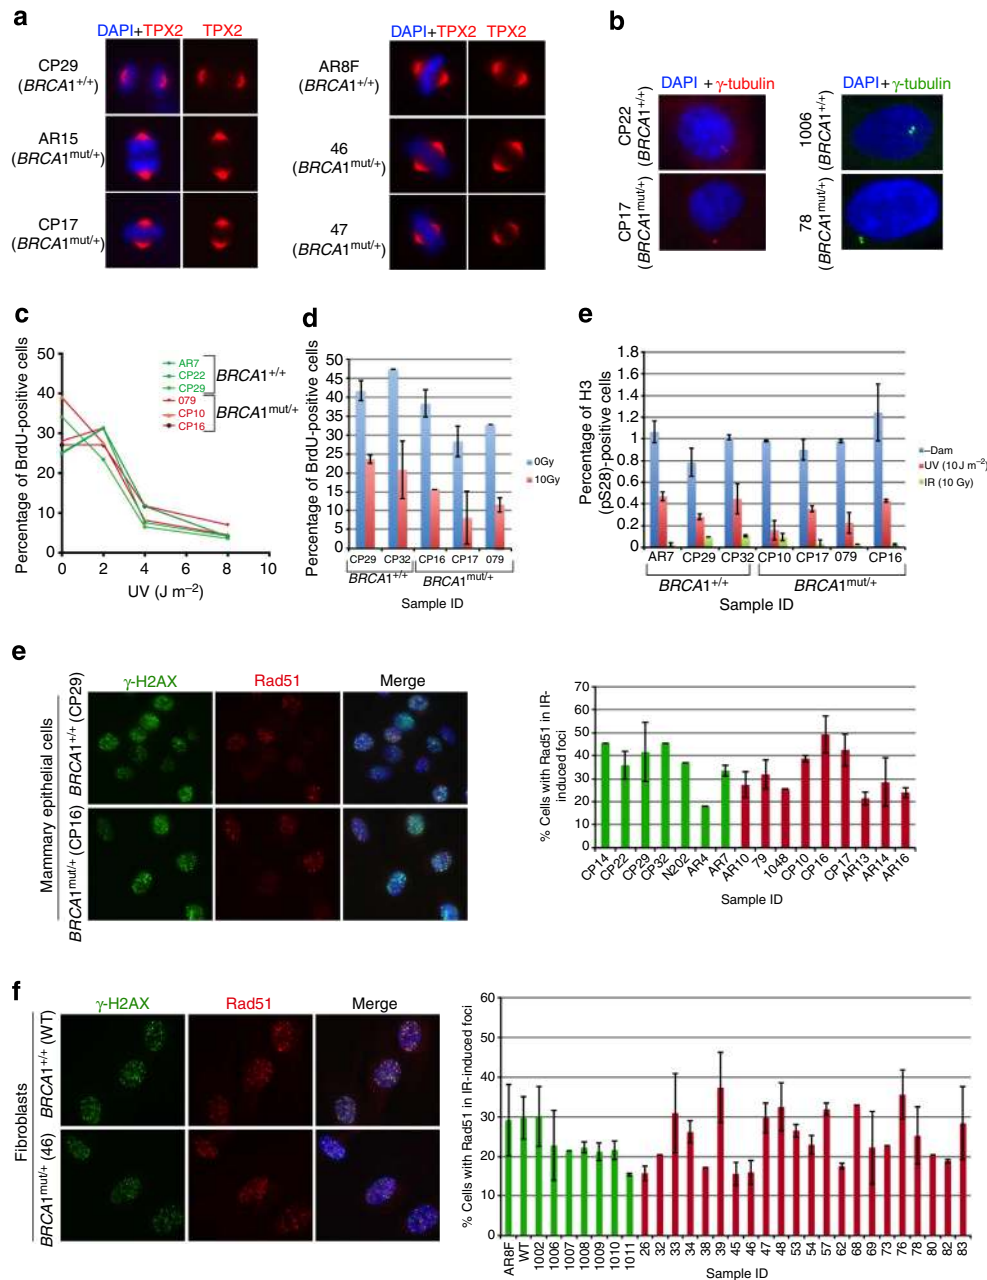 a
DAPI+TPX2 TPX2
CP29
(BRCA1+/+)
AR15
(BRCA1mut/+)
CP17
(BRCA1mut/+)
DAPI+TPX2 TPX2
AR8F
(BRCA1+/+)
46
(BRCA1mut/+)
47
(BRCA1mut/+)
b
DAPI + γ-tubulin
CP22
(BRCA1+/+)
CP17
(BRCA1mut/+)
DAPI+ γ-tubulin
1006
(BRCA1+/+)
78
(BRCA1mut/+)
c
Percentage of BrdU-positive cells
50
40
30
20
10
0
0 2 4 6 8 10
UV (J m–2)
AR7
CP22
CP29
BRCA1+/+
079
CP10
CP16
BRCA1mut/+
d
Percentage of BrdU-positive cells
50
45
40
35
30
25
20
15
10
5
0
CP29 CP32 CP16 CP17 079
BRCA1+/+ BRCA1mut/+
Sample ID
0Gy
10Gy
e
Percentage of H3
(pS28)-positive cells
1.8
1.6
1.4
1.2
1
0.8
0.6
0.4
0.2
0
AR7 CP29 CP32 CP10 CP17 079 CP16
BRCA1+/+ BRCA1mut/+
Sample ID
–Dam
UV (10J m–2)
IR (10 Gy)
e
γ-H2AX Rad51 Merge
Mammary epithelial cells
BRCA1+/+ (CP29)
BRCA1mut/+ (CP16)
% Cells with Rad51 in IR-
induced foci
70
60
50
40
30
20
10
0
CP14 CP22 CP29 CP32 N202 AR4 AR7 AR10 79 1048 CP10 CP16 CP17 AR13 AR14 AR16
Sample ID
f
γ-H2AX Rad51 Merge
Fibroblasts
BRCA1+/+ (WT)
BRCA1mut/+ (46)
% Cells with Rad51 in IR-induced foci
60
50
40
30
20
10
0
AR8F WT 1002 1006 1007 1008 1009 1010 1011 26 32 33 34 38 39 45 46 47 48 53 54 57 62 68 69 73 76 78 80 82 83
Sample ID